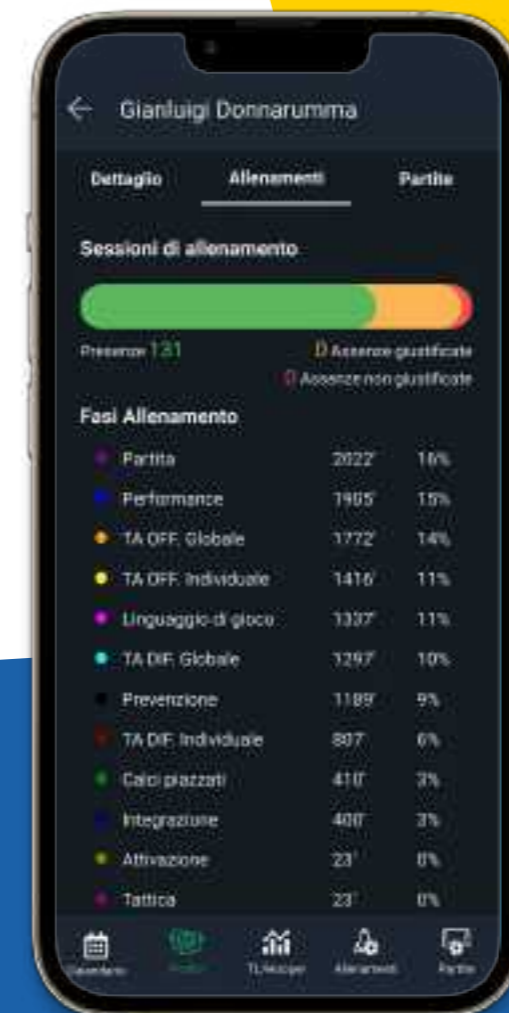 Gianluigi Donnarumma
Dettaglio Allenamenti Partite
Sessioni di allenamento
Presenze 131 0 Assenze giustificate
0 Assenze non giustificate
Fasi Allenamento
Partita 2022' 16%
Performance 1905' 15%
TA OFF. Globale 1772' 14%
TA OFF. Individuale 1416' 11%
Linguaggio di gioco 1337' 11%
TA DIF. Globale 1297' 10%
Prevenzione 1189' 9%
TA DIF. Individuale 807' 6%
Calci piazzati 410' 3%
Integrazione 400' 3%
Attivazione 23' 0%
Tattica 23' 0%
Calendario Allenamenti Partite